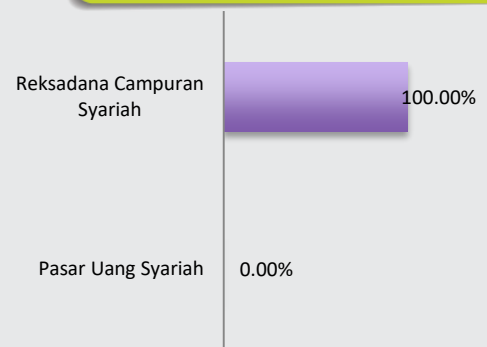 Reksadana Campuran
Syariah
100.00%
Pasar Uang Syariah
0.00%